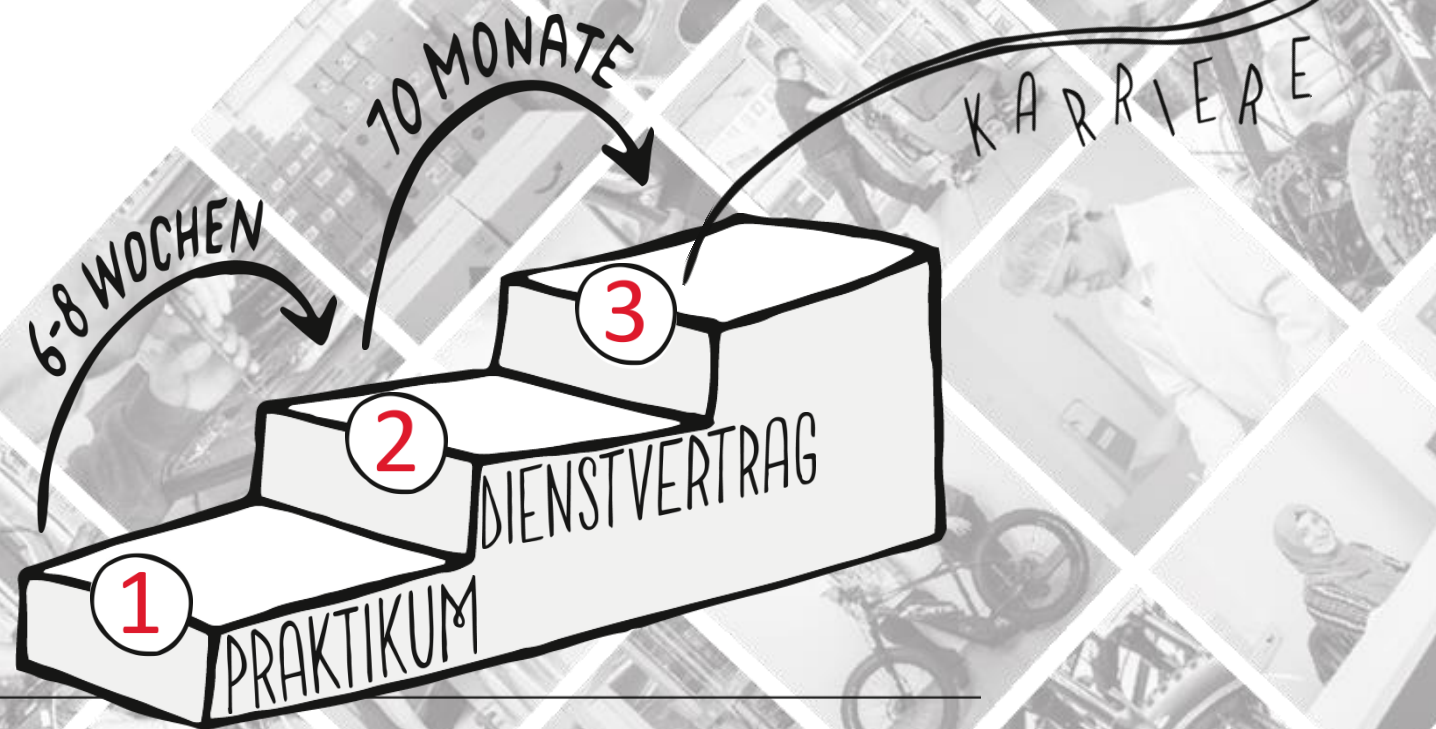 6-8 WOCHEN
10 MONATE
KARRIERE
1
PRAKTIKUM
2
DIENSTVERTRAG
3